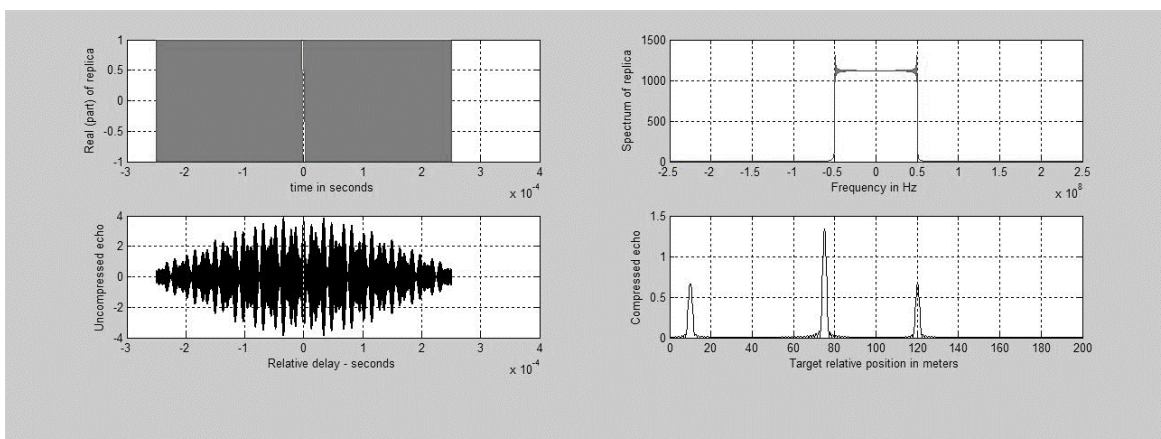 1
0.5
0
-0.5
-1
Real (part) of replica
-3 -2 -1 0 1 2 3 4
time in seconds
x 10^-4
1500
1000
500
0
Spectrum of replica
-2.5 -2 -1.5 -1 -0.5 0 0.5 1 1.5 2 2.5
Frequency in Hz
x 10^8
4
2
0
-2
-4
Uncompressed echo
-3 -2 -1 0 1 2 3 4
Relative delay - seconds
x 10^-4
1.5
1
0.5
0
Compressed echo
0 20 40 60 80 100 120 140 160 180 200
Target relative position in meters